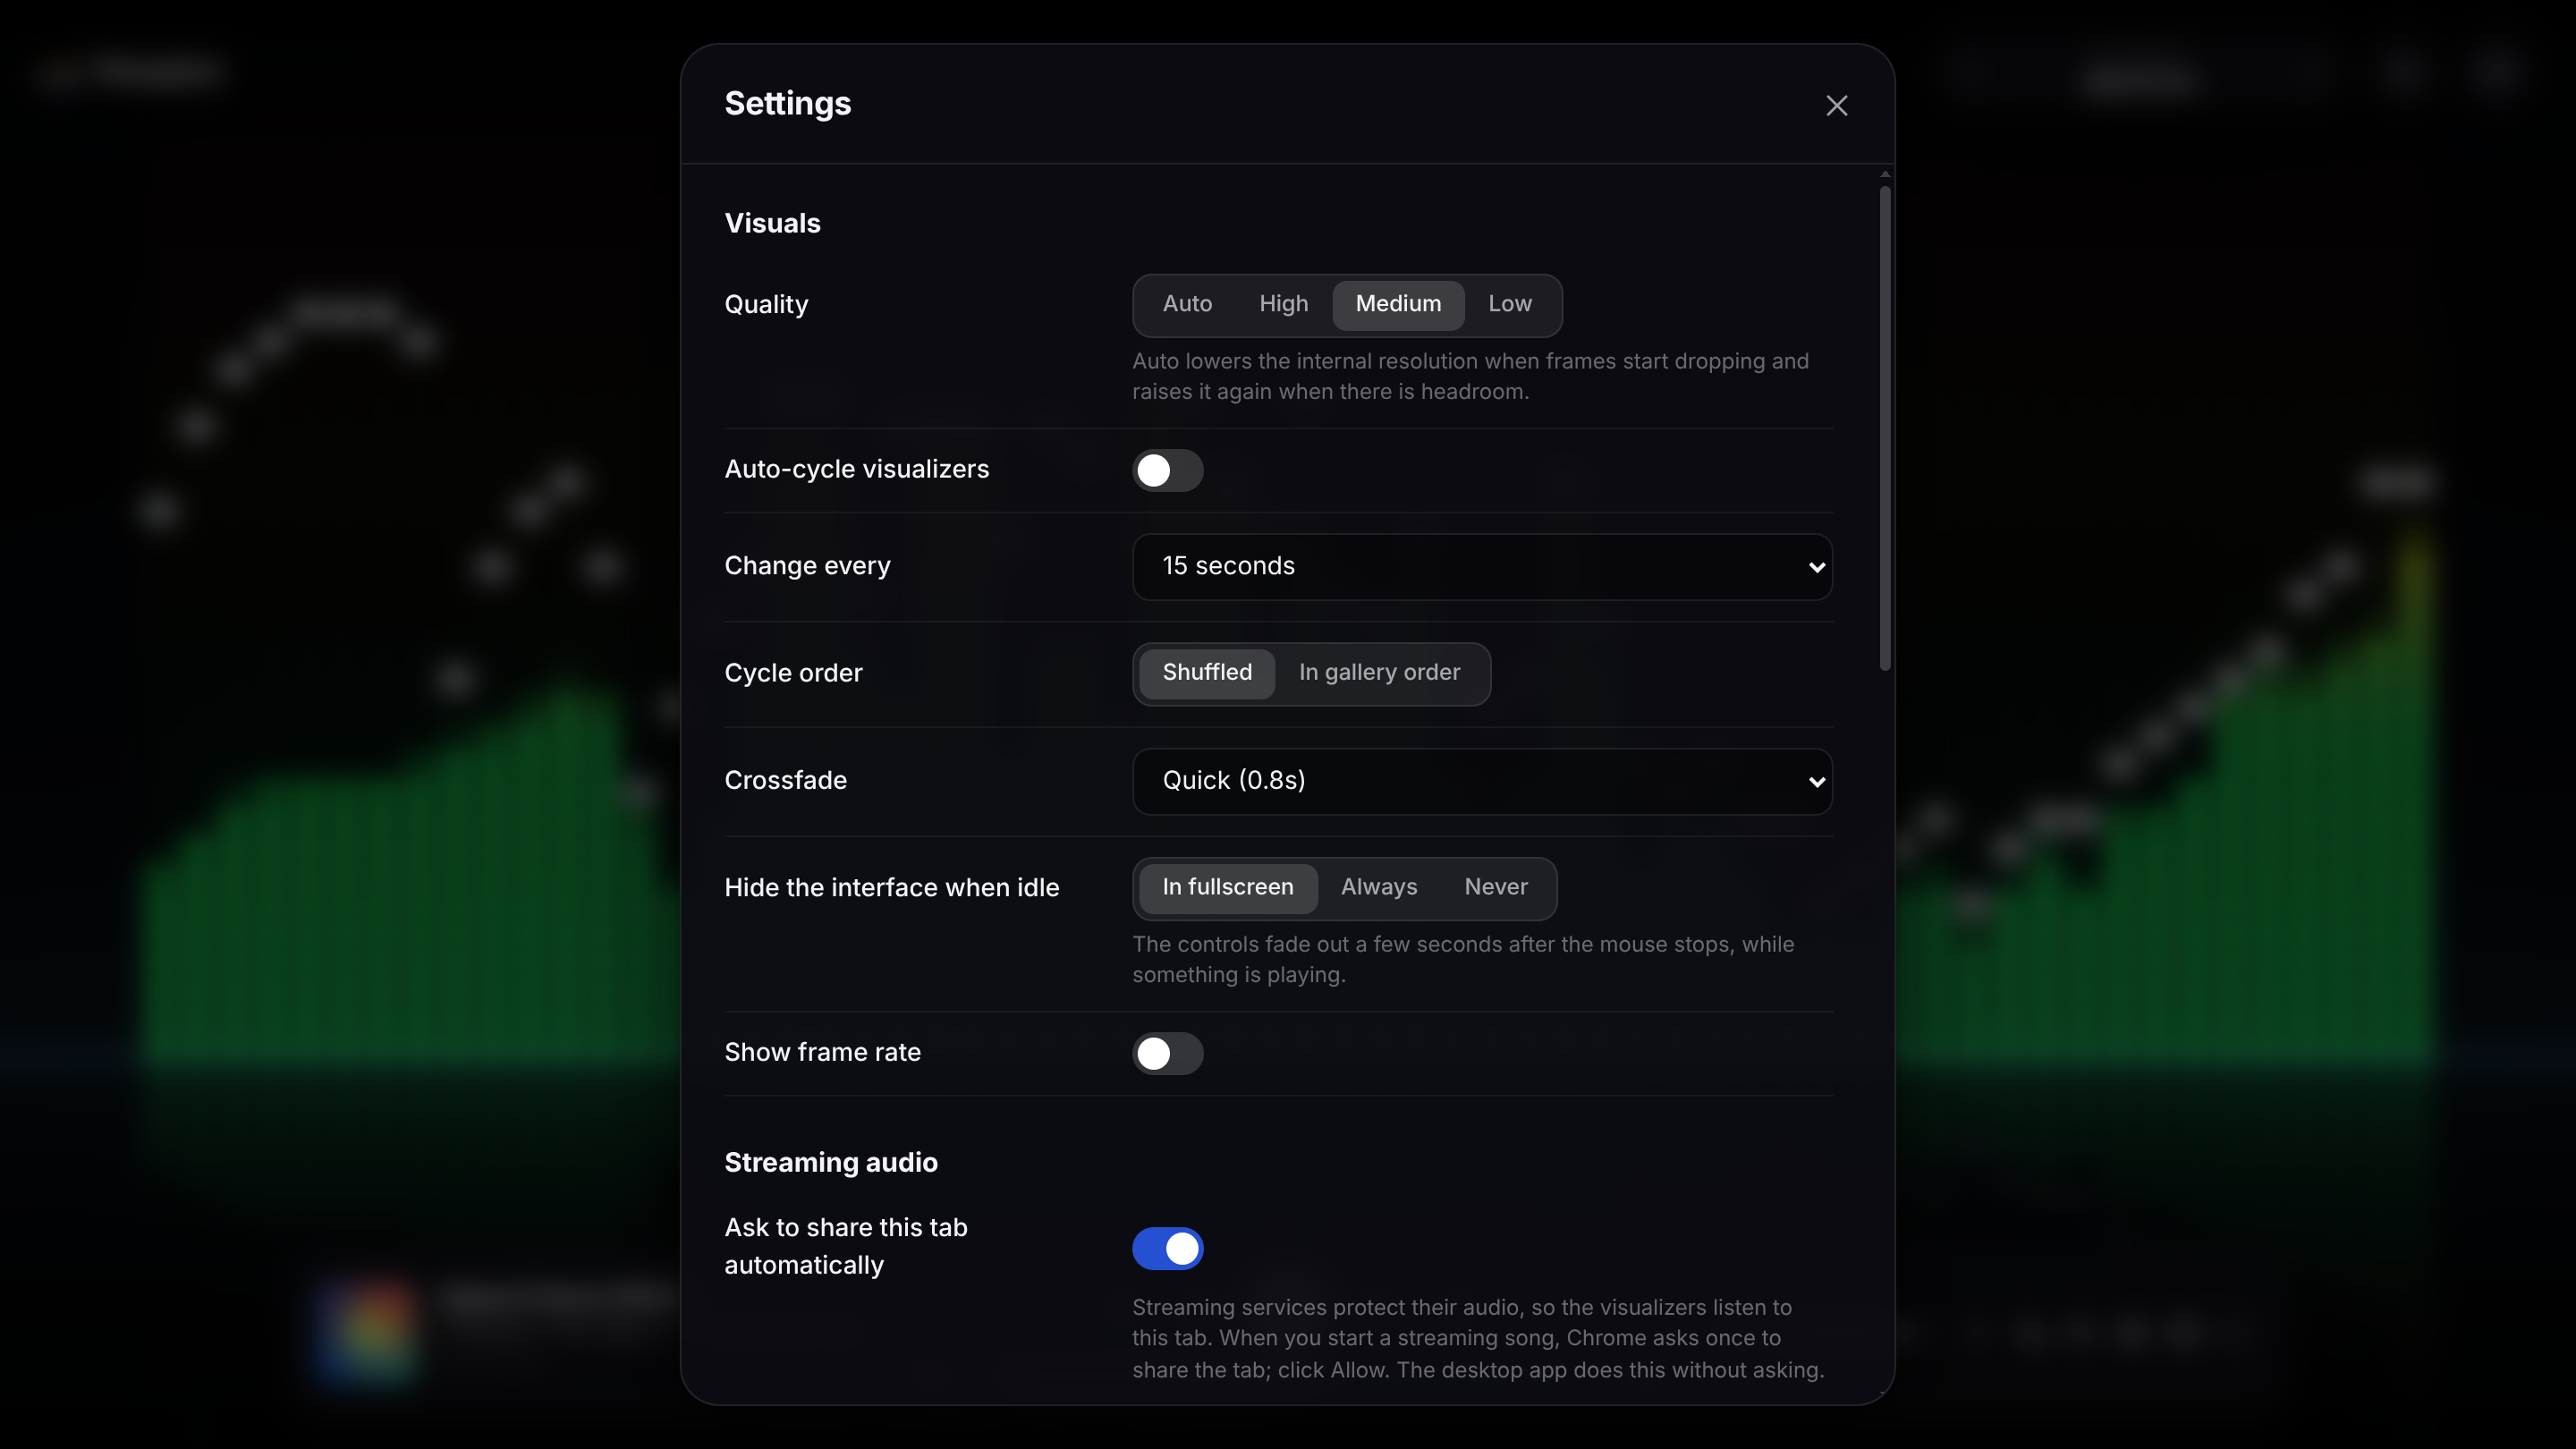 Settings
Visuals
Quality
Auto High Medium Low
Auto lowers the internal resolution when frames start dropping and
raises it again when there is headroom.
Auto-cycle visualizers
Change every
15 seconds
Cycle order
Shuffled In gallery order
Crossfade
Quick (0.8s)
Hide the interface when idle
In fullscreen Always Never
The controls fade out a few seconds after the mouse stops, while
something is playing.
Show frame rate
Streaming audio
Ask to share this tab
automatically
Streaming services protect their audio, so the visualizers listen to
this tab. When you start a streaming song, Chrome asks once to
share the tab; click Allow. The desktop app does this without asking.